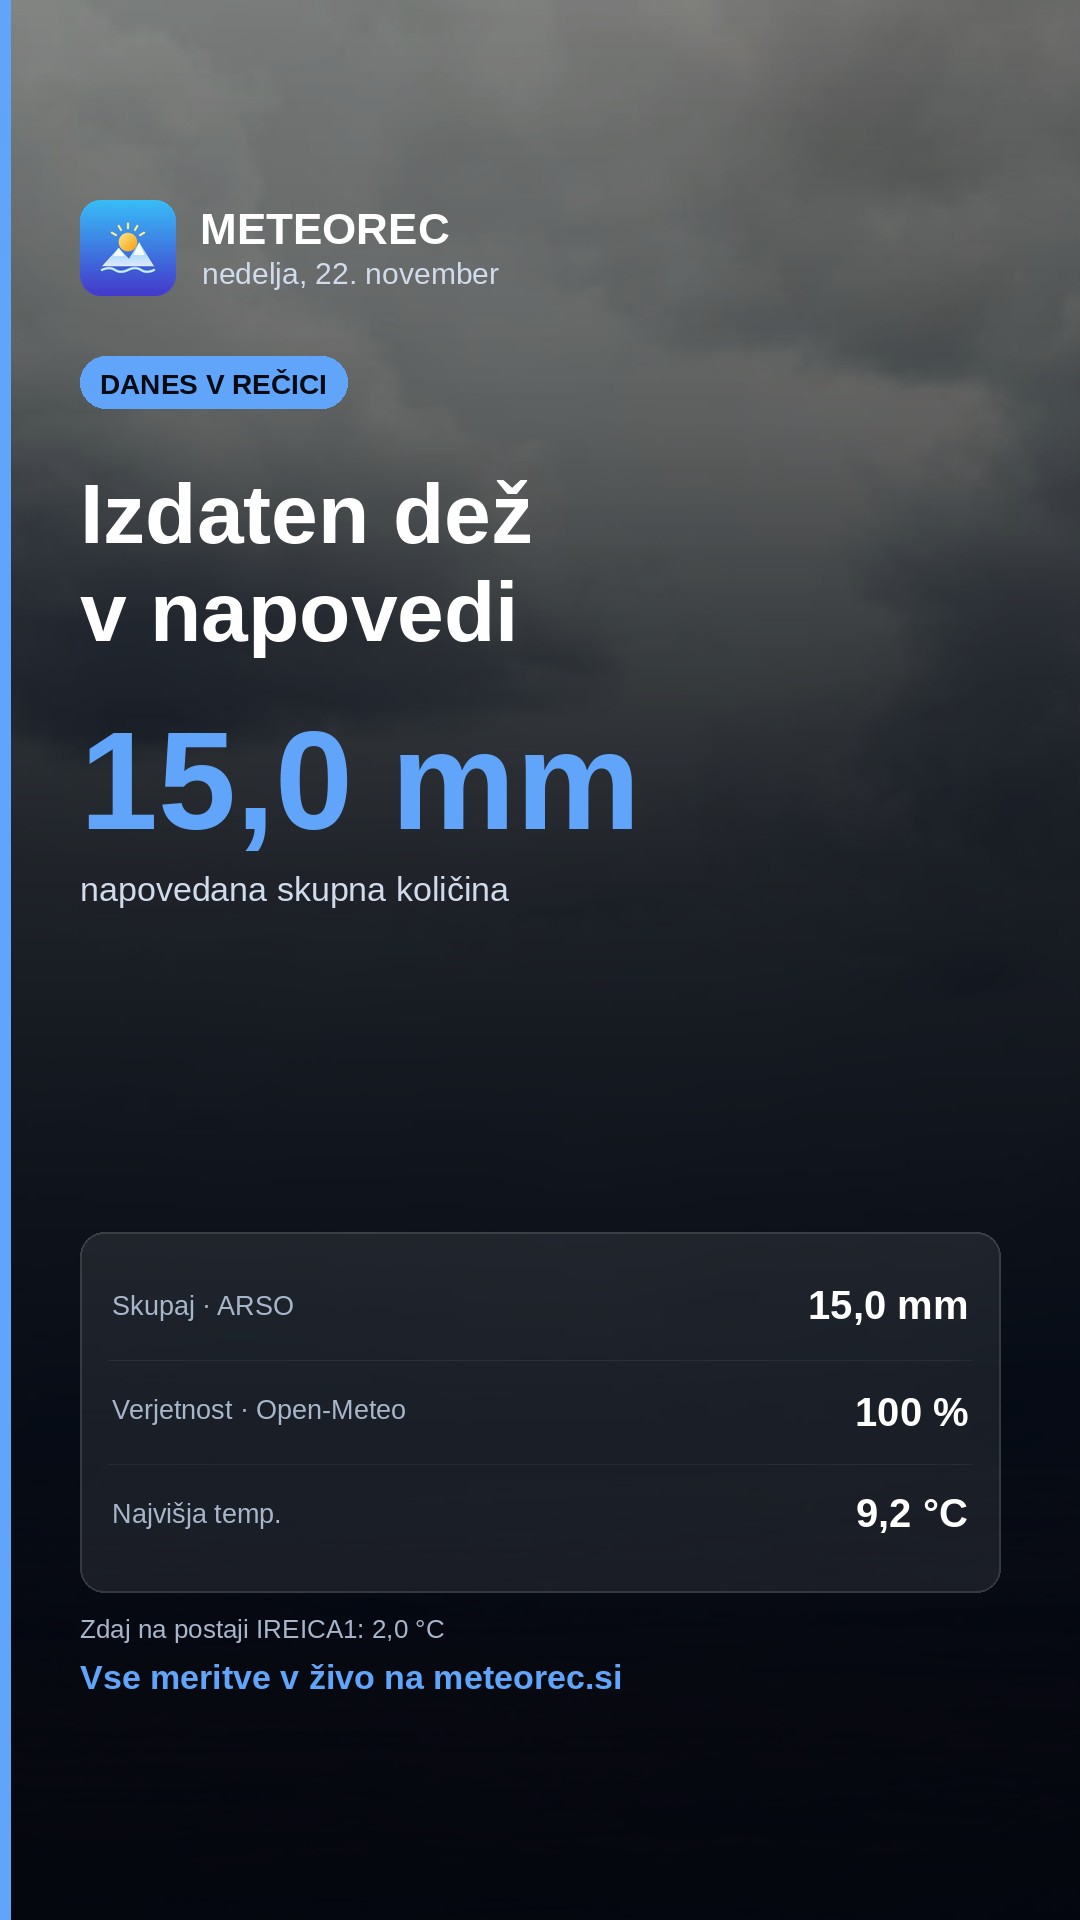 METEOREC
nedelja, 22. november
DANES V REČICI
Izdaten dež
v napovedi
15,0 mm
napovedana skupna količina
Skupaj · ARSO
15,0 mm
Verjetnost · Open-Meteo
100 %
Najvišja temp.
9,2 °C
Zdaj na postaji IREICA1: 2,0 °C
Vse meritve v živo na meteorec.si